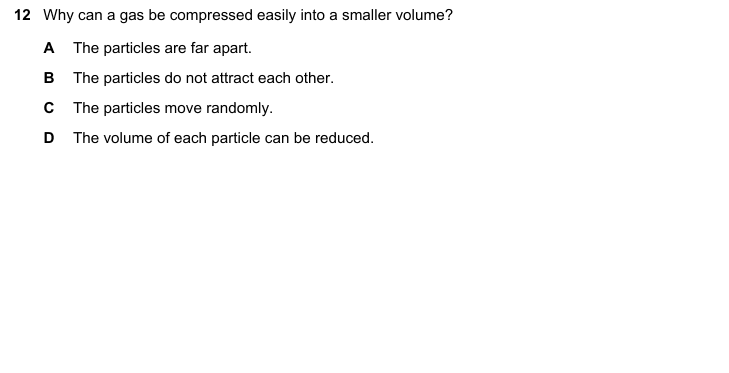 12 Why can a gas be compressed easily into a smaller volume?
A The particles are far apart.
B The particles do not attract each other.
C The particles move randomly.
D The volume of each particle can be reduced.